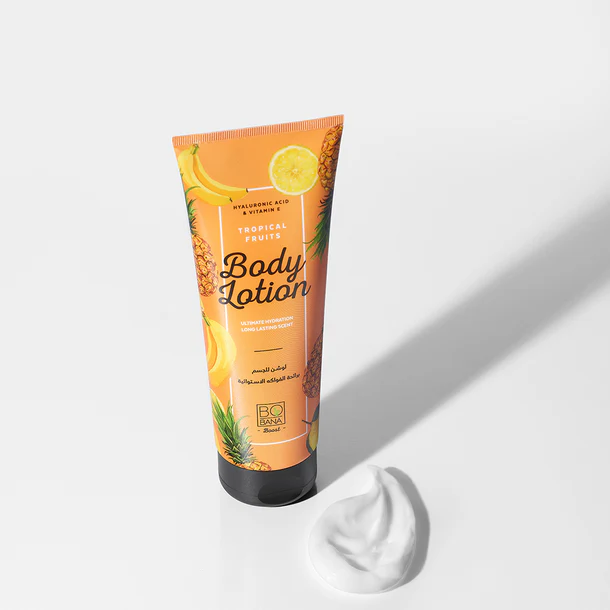 HYALURONIC ACID
& VITAMIN E
TROPICAL
FRUITS
Body
Lotion
ULTIMATE HYDRATION
LONG LASTING SCENT
لوشن للجسم
برائحة الفواكه الاستوائية
BO
BANA
- Boost -